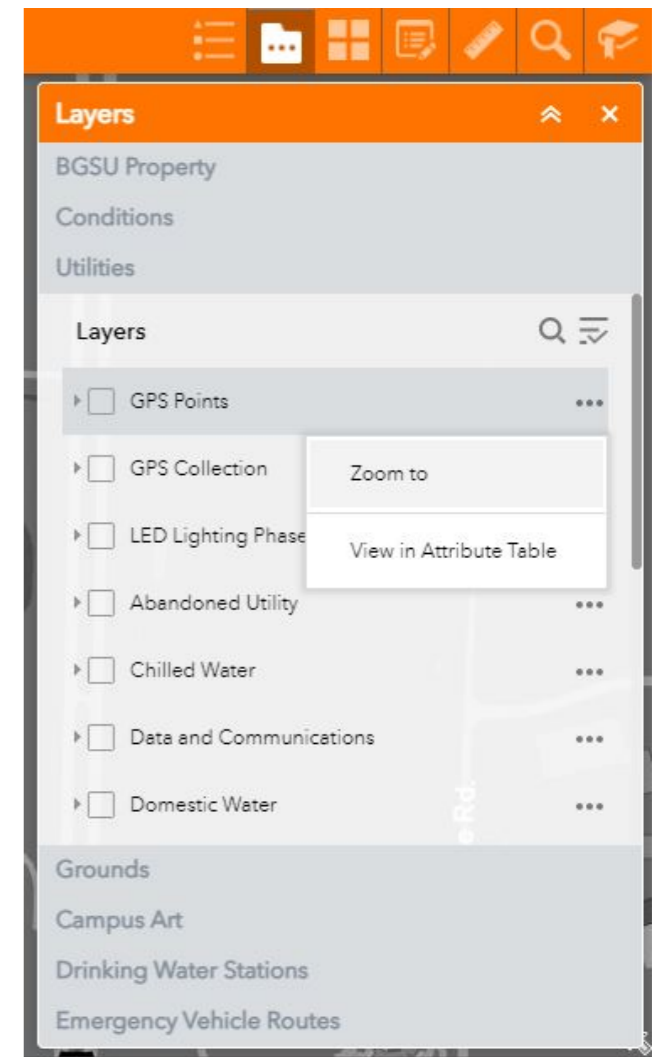 Layers
BGSU Property
Conditions
Utilities
Layers
GPS Points
GPS Collection
Zoom to
LED Lighting Phase
View in Attribute Table
Abandoned Utility
Chilled Water
Data and Communications
Domestic Water
e Rd.
Grounds
Campus Art
Drinking Water Stations
Emergency Vehicle Routes